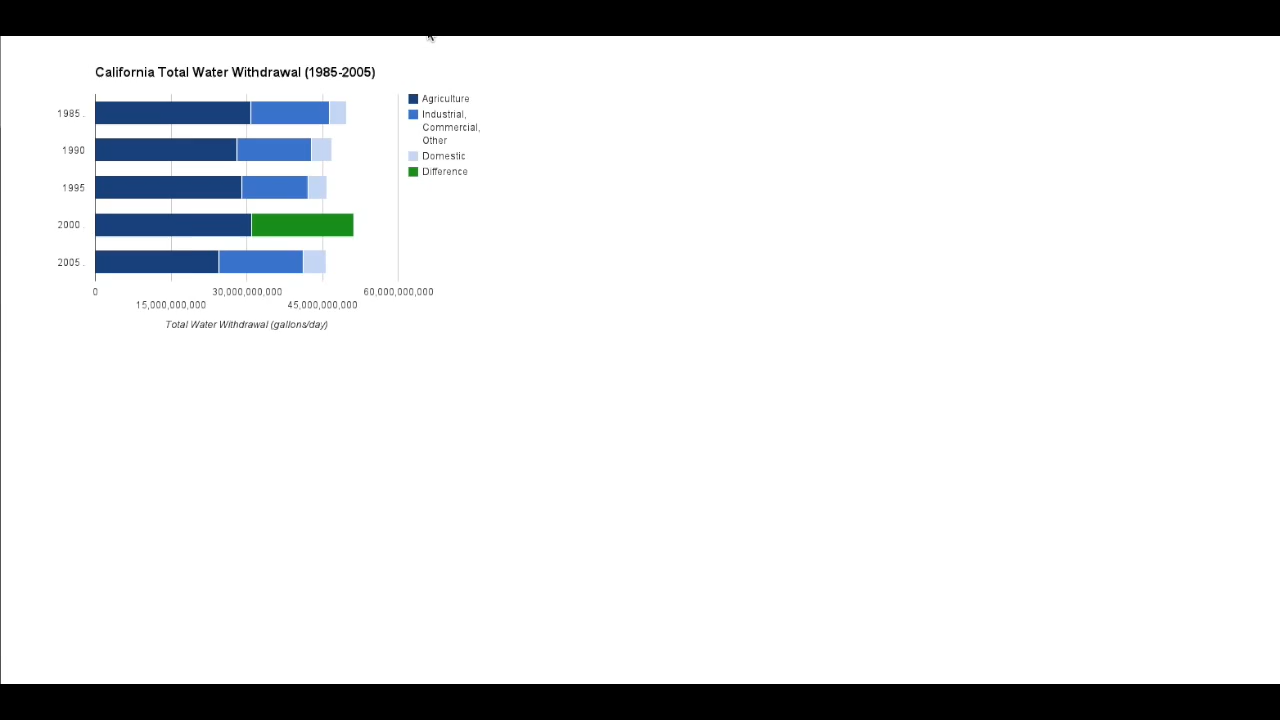 California Total Water Withdrawal (1985-2005)
Agriculture
Industrial,
Commercial,
Other
Domestic
Difference
1985
1990
1995
2000
2005
0
30,000,000,000
60,000,000,000
15,000,000,000
45,000,000,000
Total Water Withdrawal (gallons/day)